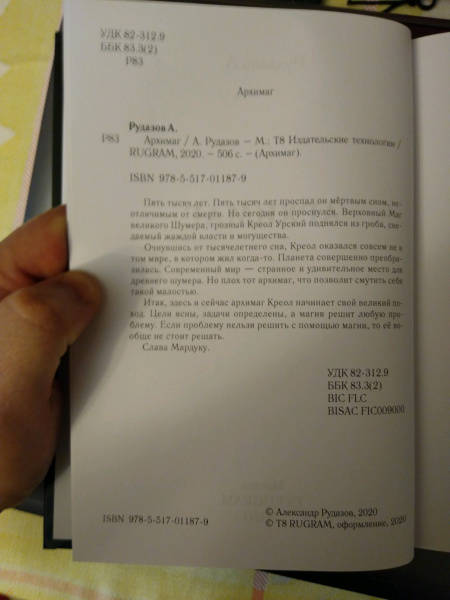 УДК 82-312.9
ББК 83.3(2)
Р83
Архимаг
Рудазов А.
Р83 Архимаг / А. Рудазов – М.: Т8 Издательские технологии /
RUGRAM, 2020. – 506 с. – (Архимаг).
ISBN 978-5-517-01187-9
Пять тысяч лет. Пять тысяч лет проспал он мёртвым сном, не-
отличимым от смерти. Но сегодня он проснулся. Верховный Маг
великого Шумера, грозный Креол Урский поднялся из гроба, сне-
даемый жаждой власти и могущества.
Очнувшись от тысячелетнего сна, Креол оказался совсем не в
том мире, в котором жил когда-то. Планета совершенно преобра-
зилась. Современный мир — странное и удивительное место для
древнего шумера. Но плох тот архимаг, что позволит смутить себя
такой малостью.
Итак, здесь и сейчас архимаг Креол начинает свой великий по-
ход. Цели ясны, задачи определены, а магия решит любую про-
блему. Если проблему нельзя решить с помощью магии, то её во-
обще не стоит решать.
Слава Мардуку.
УДК 82-312.9
ББК 83.3(2)
BIC FLC
BISAC FIC009000
ISBN 978-5-517-01187-9
© Александр Рудазов, 2020
© Т8 RUGRAM, оформление, 2020